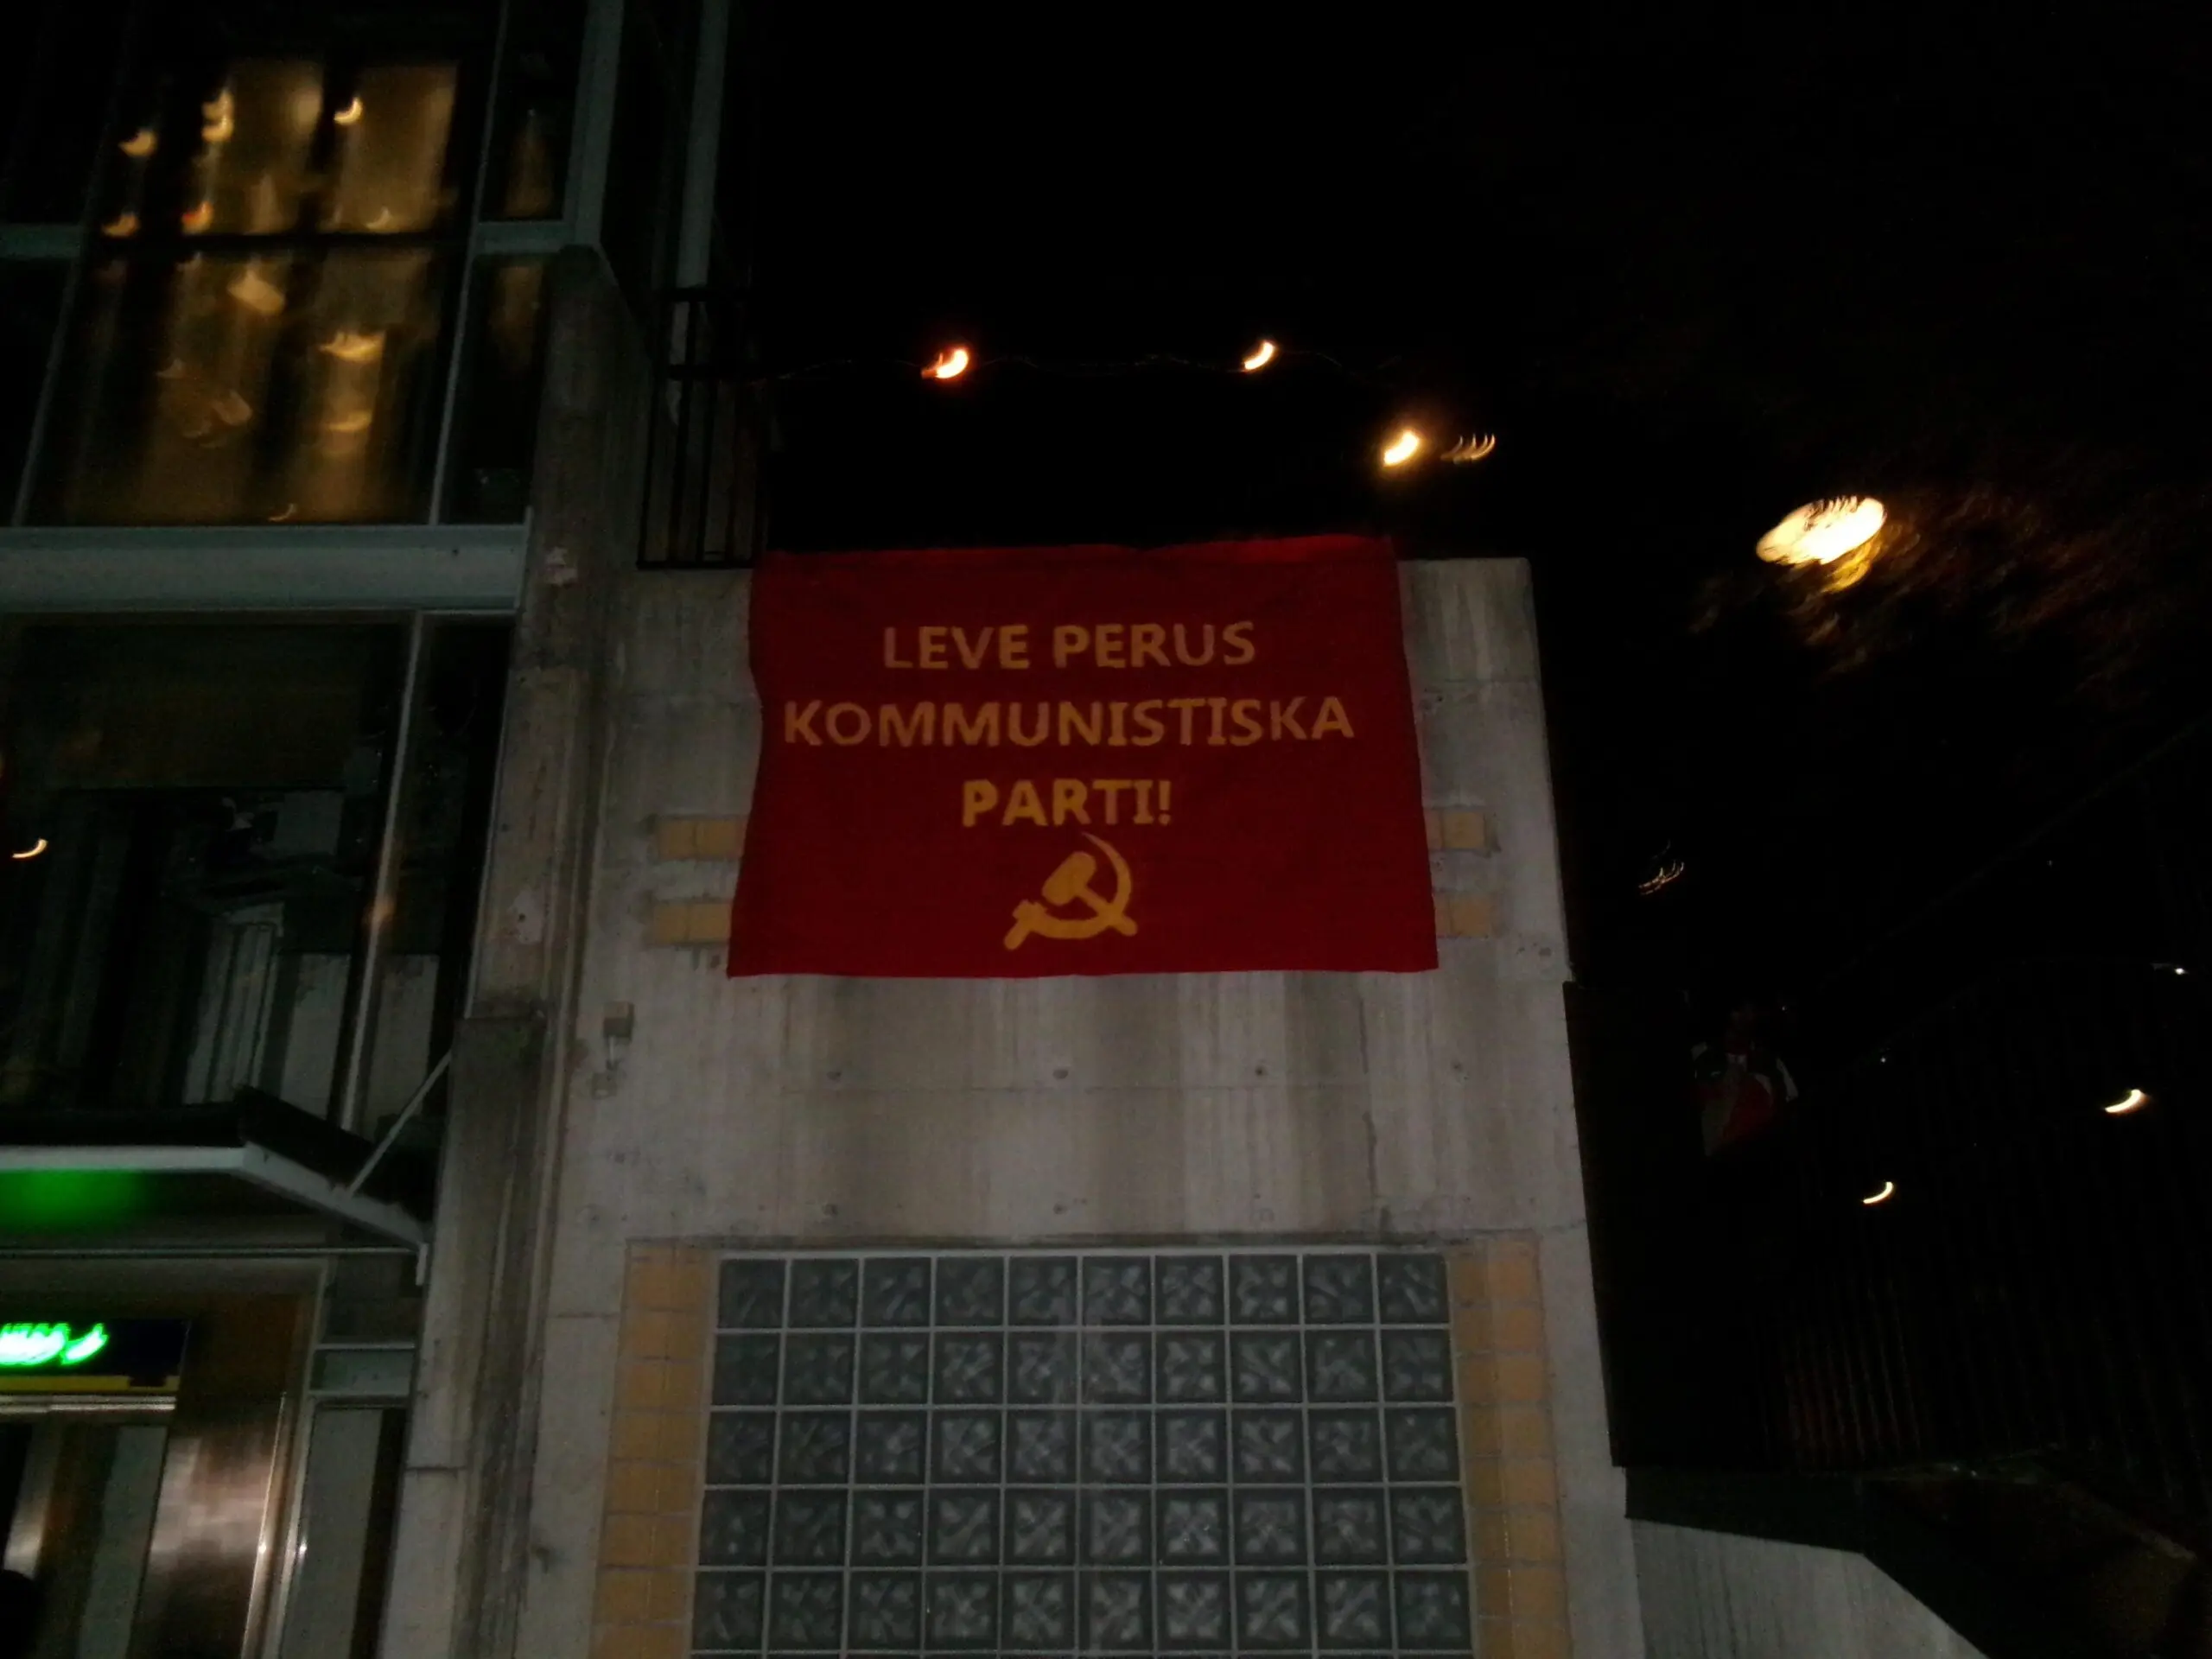 LEVE PERUS
KOMMUNISTISKA
PARTI!